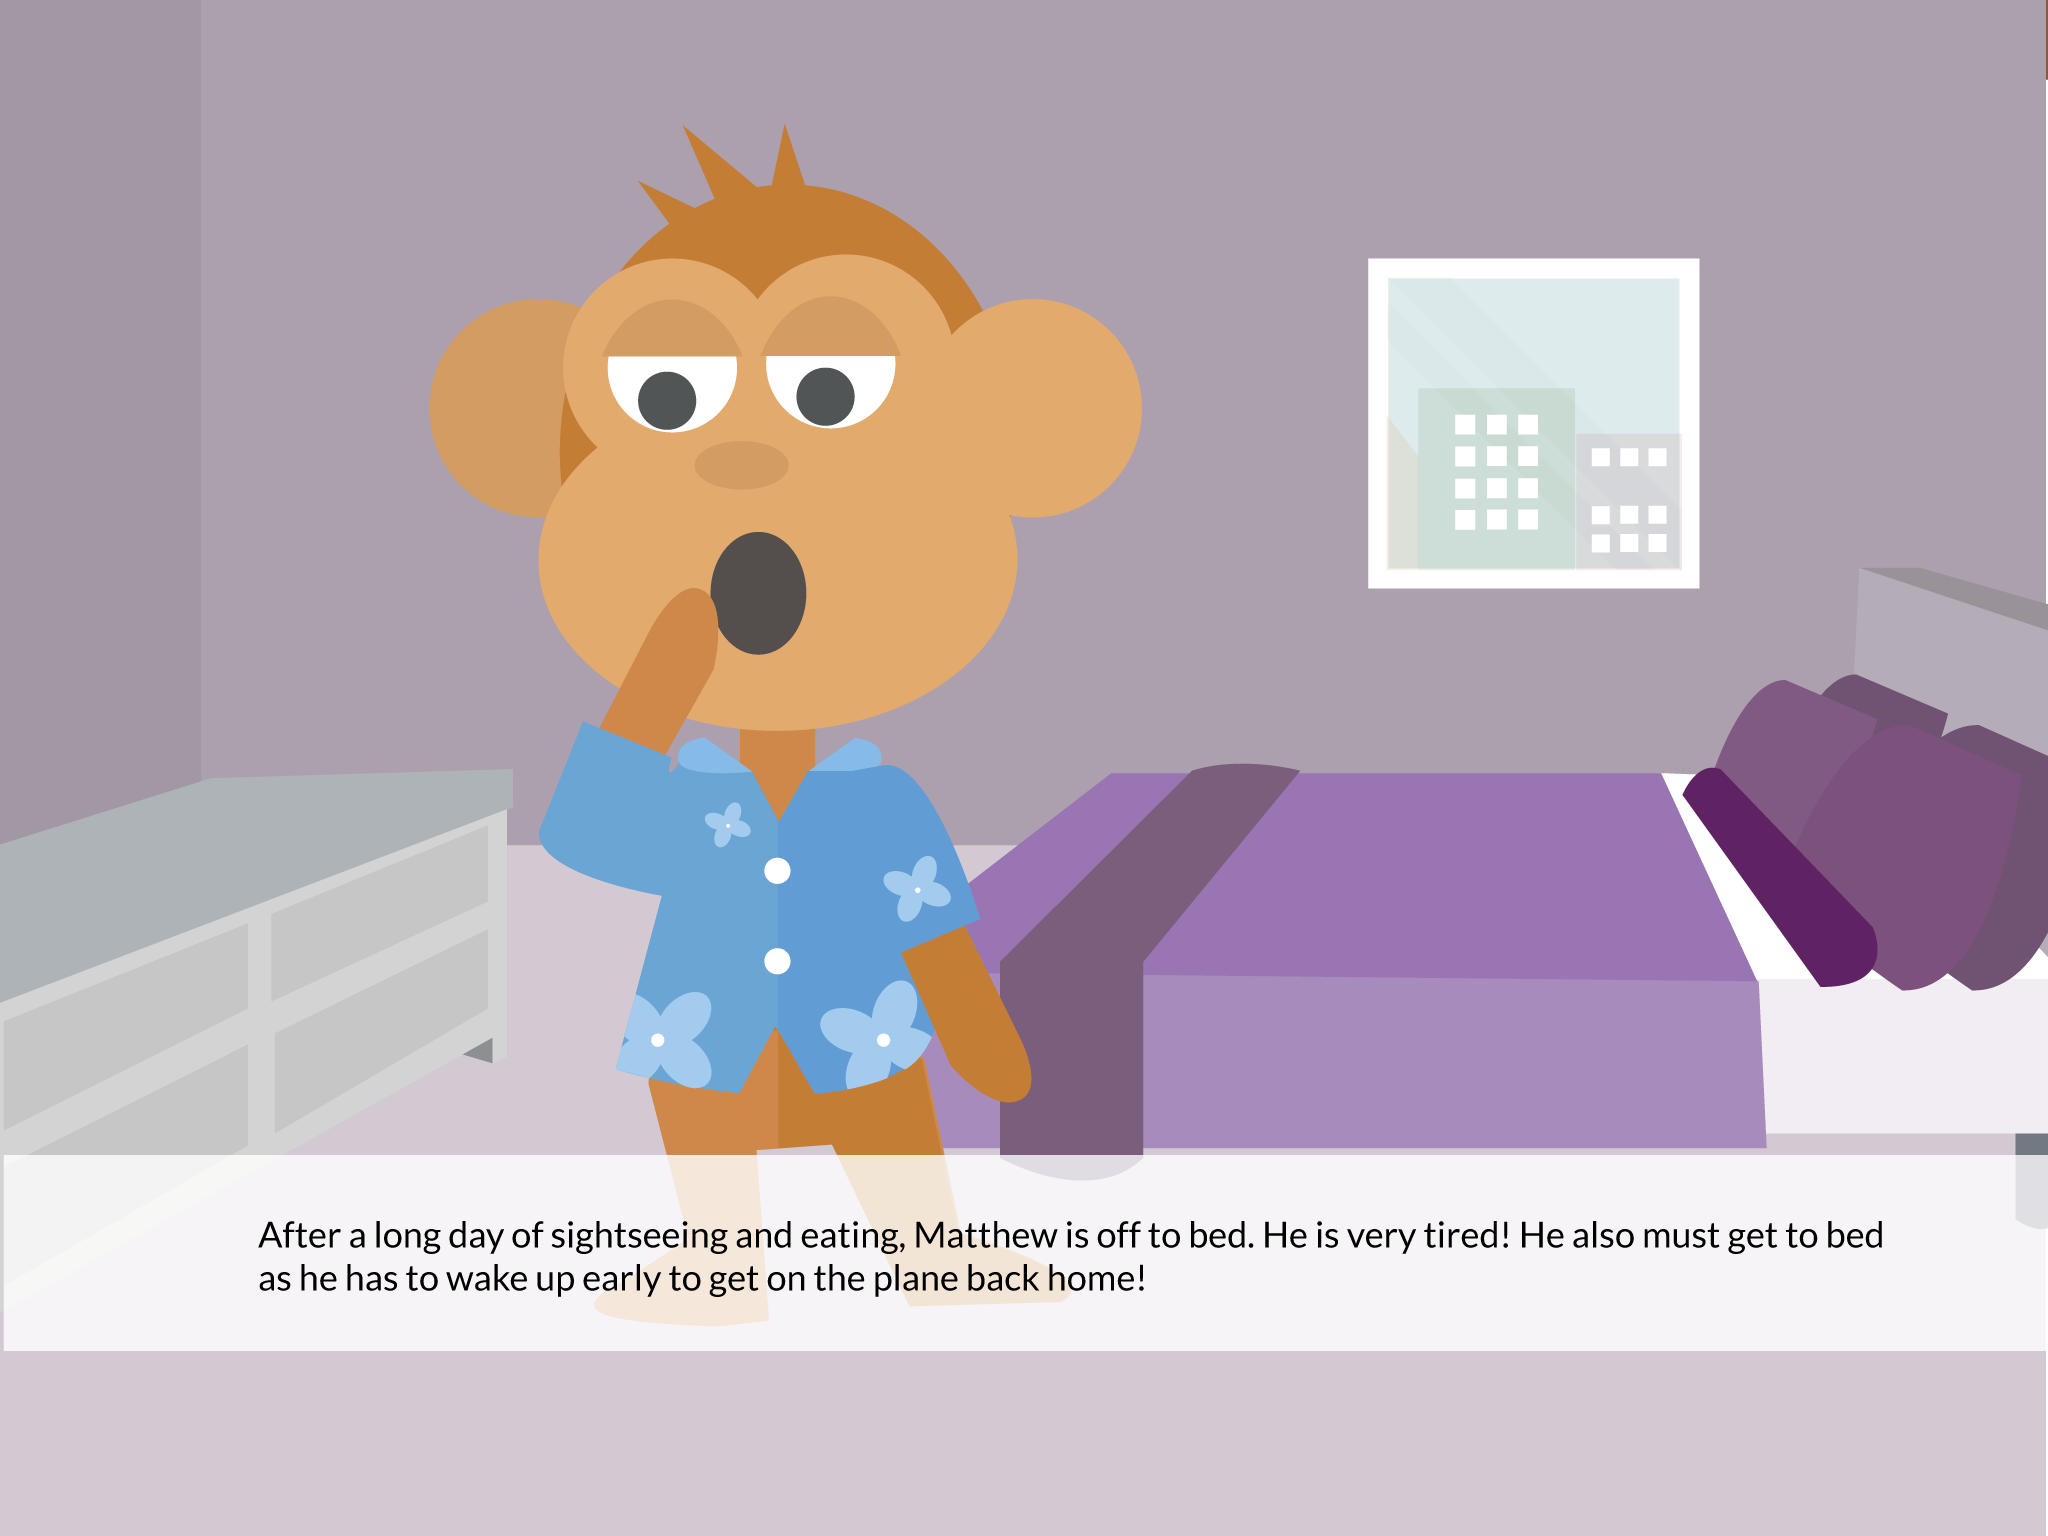 After a long day of sightseeing and eating, Matthew is off to bed. He is very tired! He also must get to bed
as he has to wake up early to get on the plane back home!